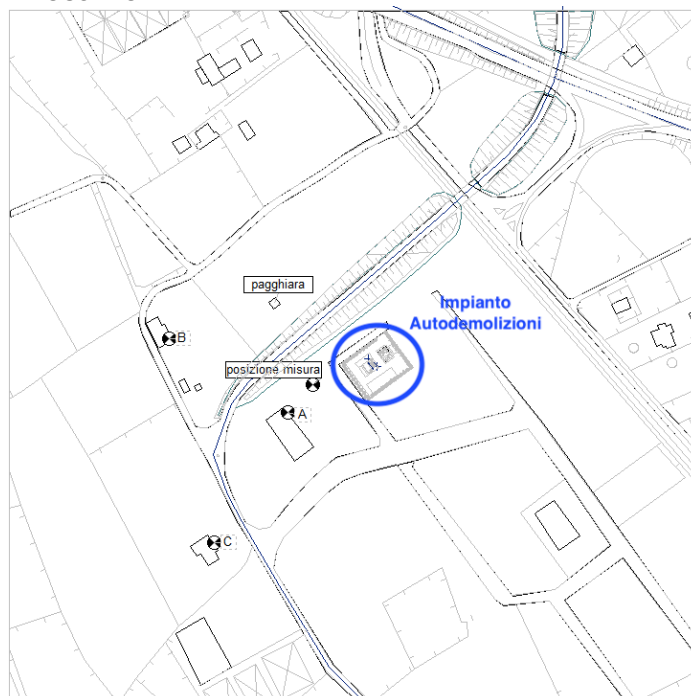 pagghiara
Impianto
Autodemolizioni
B
posizione misura
A
C